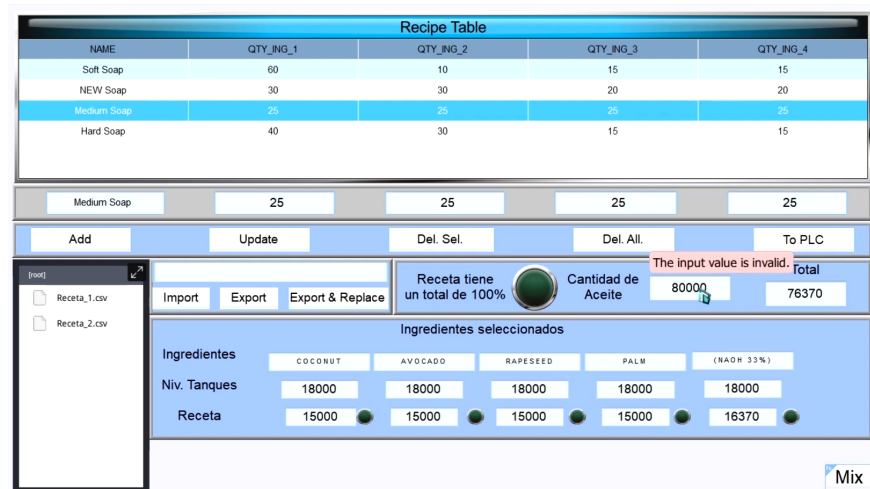 Recipe Table
NAME QTY_ING_1 QTY_ING_2 QTY_ING_3 QTY_ING_4
Soft Soap 60 10 15 15
NEW Soap 30 30 20 20
Medium Soap 25 25 25 25
Hard Soap 40 30 15 15
Medium Soap 25 25 25 25
Add Update Del. Sel. Del. All. To PLC
The input value is invalid.
[root]
Receta_1.csv
Receta_2.csv
Import Export Export & Replace
Receta tiene
un total de 100%
Cantidad de
Aceite
80000
Total
76370
Ingredientes seleccionados
Ingredientes COCONUT AVOCADO RAPESEED PALM (NAOH 33%)
Niv. Tanques 18000 18000 18000 18000 18000
Receta 15000 15000 15000 15000 16370
Mix